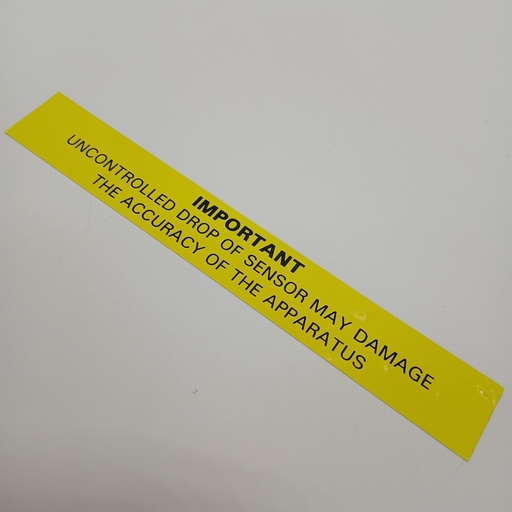 IMPORTANT
UNCONTROLLED DROP OF SENSOR MAY DAMAGE
THE ACCURACY OF THE APPARATUS